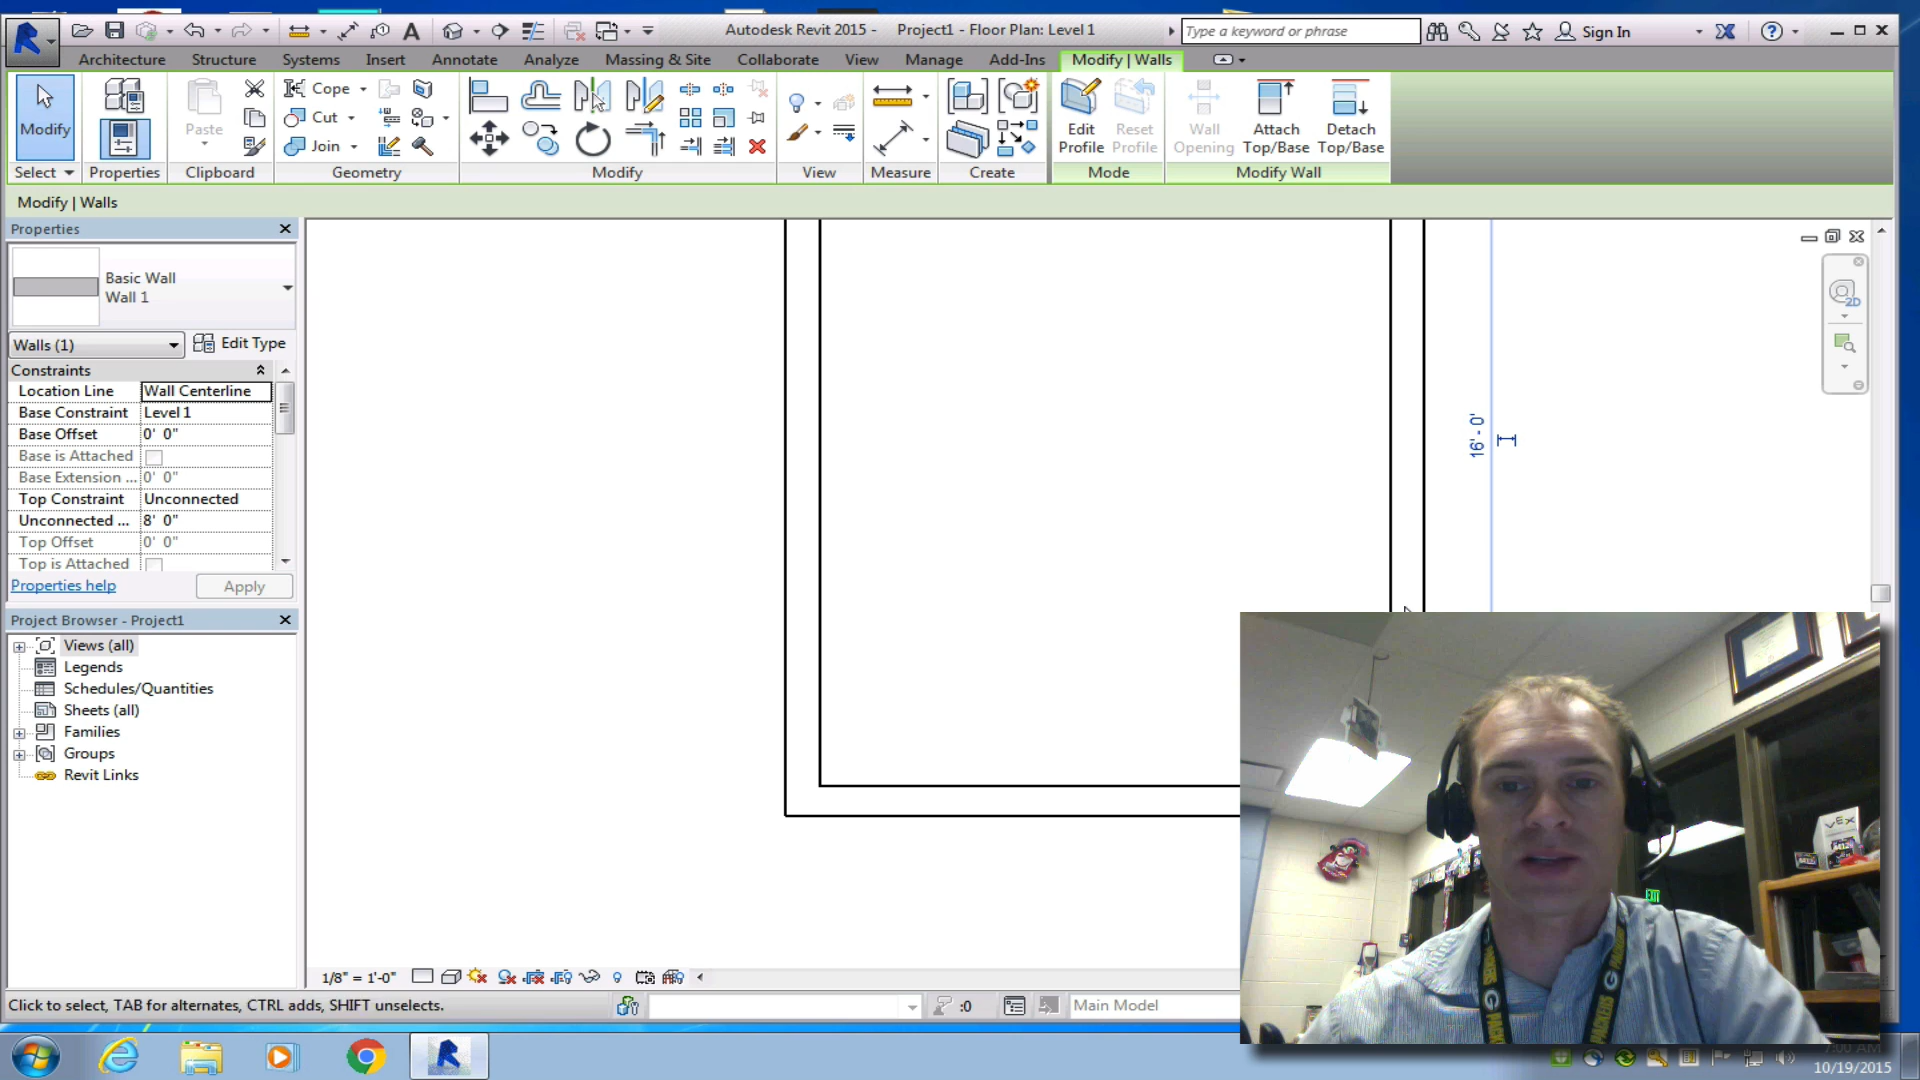 Autodesk Revit 2015 - Project1 - Floor Plan: Level 1
Type a keyword or phrase
Sign In
Architecture Structure Systems Insert Annotate Analyze Massing & Site Collaborate View Manage Add-Ins Modify | Walls
Modify
Paste
Cope
Cut
Join
Edit Profile
Reset Profile
Wall Opening
Attach Top/Base
Detach Top/Base
Select Properties Clipboard Geometry Modify View Measure Create Mode Modify Wall
Modify | Walls
Properties
Basic Wall
Wall 1
Walls (1) Edit Type
Constraints
Location Line Wall Centerline
Base Constraint Level 1
Base Offset 0' 0"
Base is Attached
Base Extension ... 0' 0"
Top Constraint Unconnected
Unconnected ... 8' 0"
Top Offset 0' 0"
Top is Attached
Properties help Apply
Project Browser - Project1
Views (all)
Legends
Schedules/Quantities
Sheets (all)
Families
Groups
Revit Links
2D
16' - 0'
VEX
EXIT
PACKERS
1/8" = 1'-0"
Click to select, TAB for alternates, CTRL adds, SHIFT unselects.
:0
Main Model
7:00 AM
10/19/2015